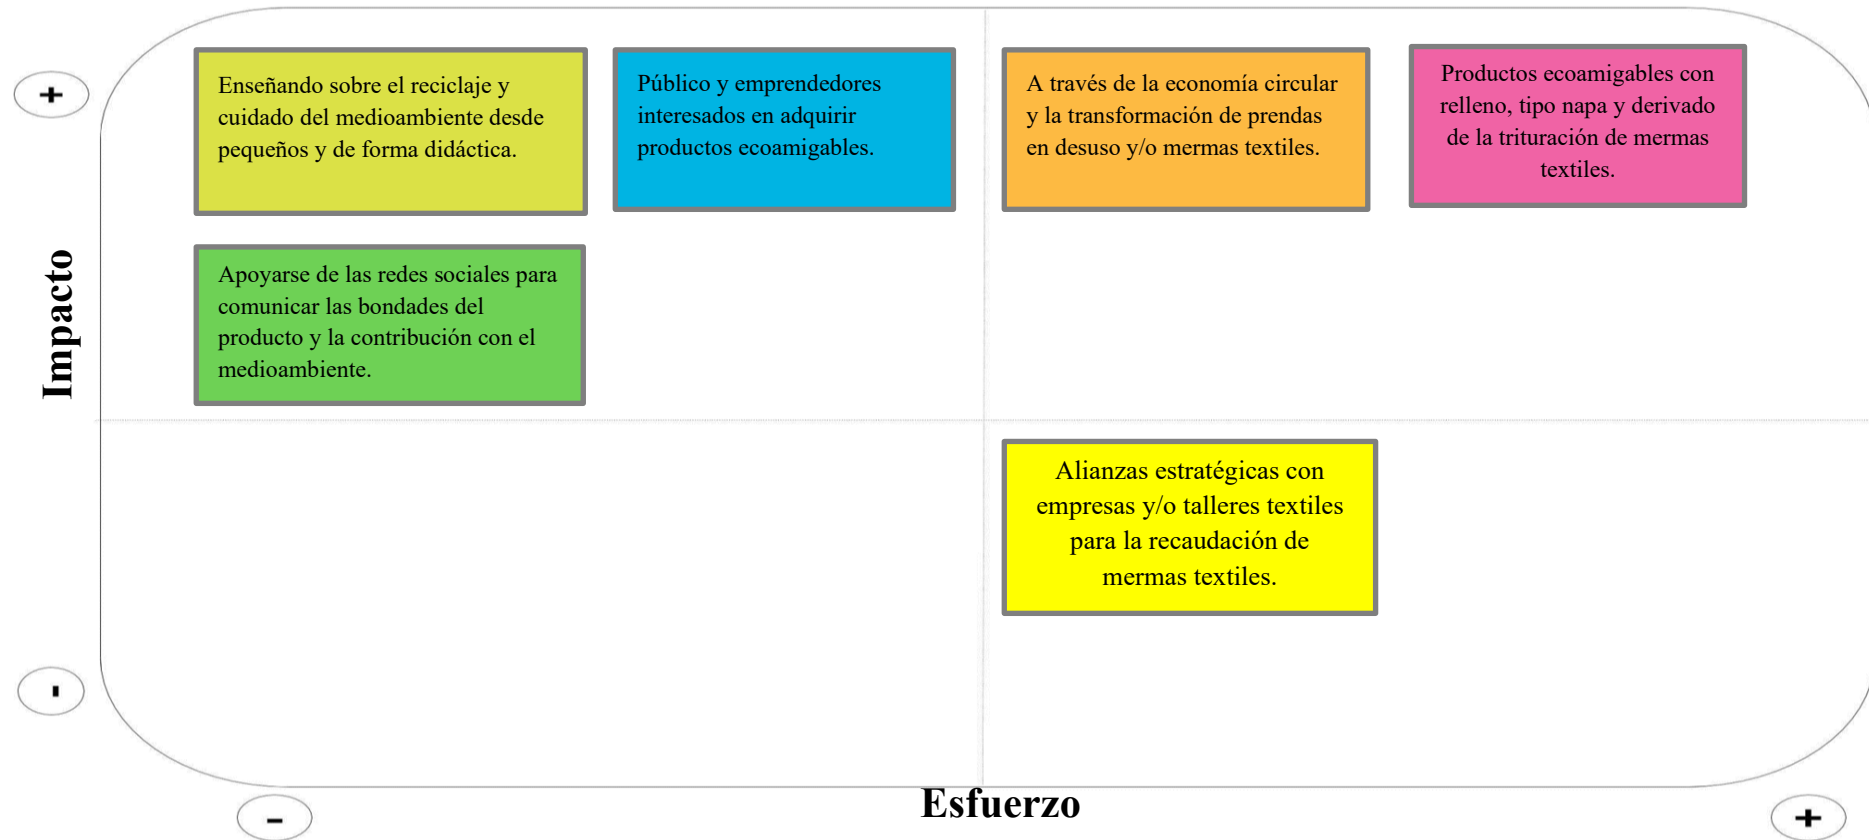 +
Enseñando sobre el reciclaje y
cuidado del medioambiente desde
pequeños y de forma didáctica.
Público y emprendedores
interesados en adquirir
productos ecoamigables.
A través de la economía circular
y la transformación de prendas
en desuso y/o mermas textiles.
Productos ecoamigables con
relleno, tipo napa y derivado
de la trituración de mermas
textiles.
Impacto
Apoyarse de las redes sociales para
comunicar las bondades del
producto y la contribución con el
medioambiente.
Alianzas estratégicas con
empresas y/o talleres textiles
para la recaudación de
mermas textiles.
-
-
Esfuerzo
+